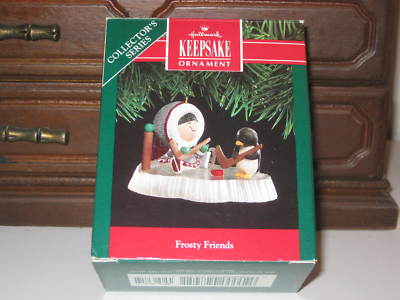 COLLECTOR'S
SERIES
Hallmark
KEEPSAKE
ORNAMENT
Frosty Friends